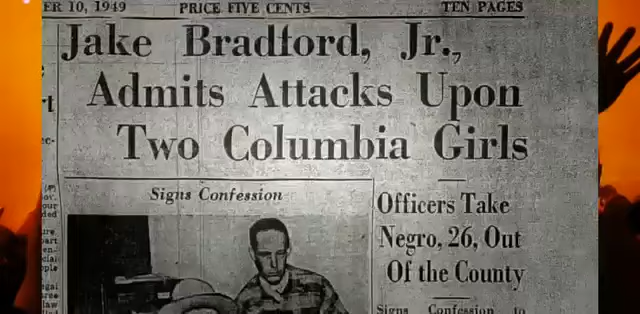 ER 10, 1949 PRICE FIVE CENTS TEN PAGES
Jake Bradford, Jr.,
Admits Attacks Upon
Two Columbia Girls
Signs Confession
Officers Take
Negro, 26, Out
Of the County
Signs Confession to